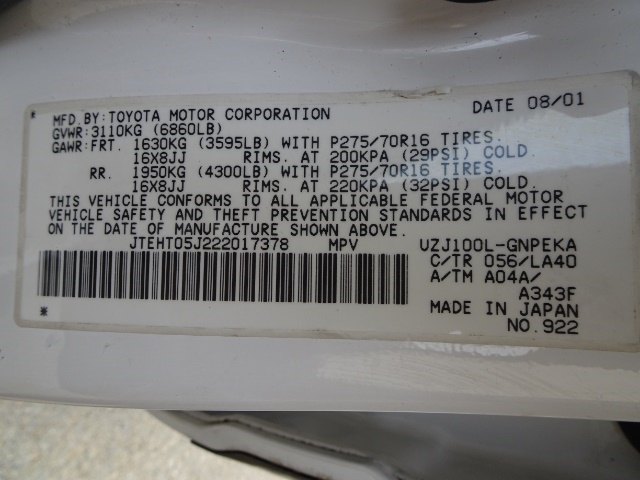 MFD.BY:TOYOTA MOTOR CORPORATION DATE 08/01
GVWR:3110KG (6860LB)
GAWR:FRT. 1630KG (3595LB) WITH P275/70R16 TIRES.
16X8JJ RIMS. AT 200KPA (29PSI) COLD.
RR. 1950KG (4300LB) WITH P275/70R16 TIRES.
16X8JJ RIMS. AT 220KPA (32PSI) COLD.
THIS VEHICLE CONFORMS TO ALL APPLICABLE FEDERAL MOTOR
VEHICLE SAFETY AND THEFT PREVENTION STANDARDS IN EFFECT
ON THE DATE OF MANUFACTURE SHOWN ABOVE.
*JTEHT05J222017378* MPV UZJ100L-GNPEKA
C/TR 056/LA40
A/TM A04A/
A343F
MADE IN JAPAN
NO.922